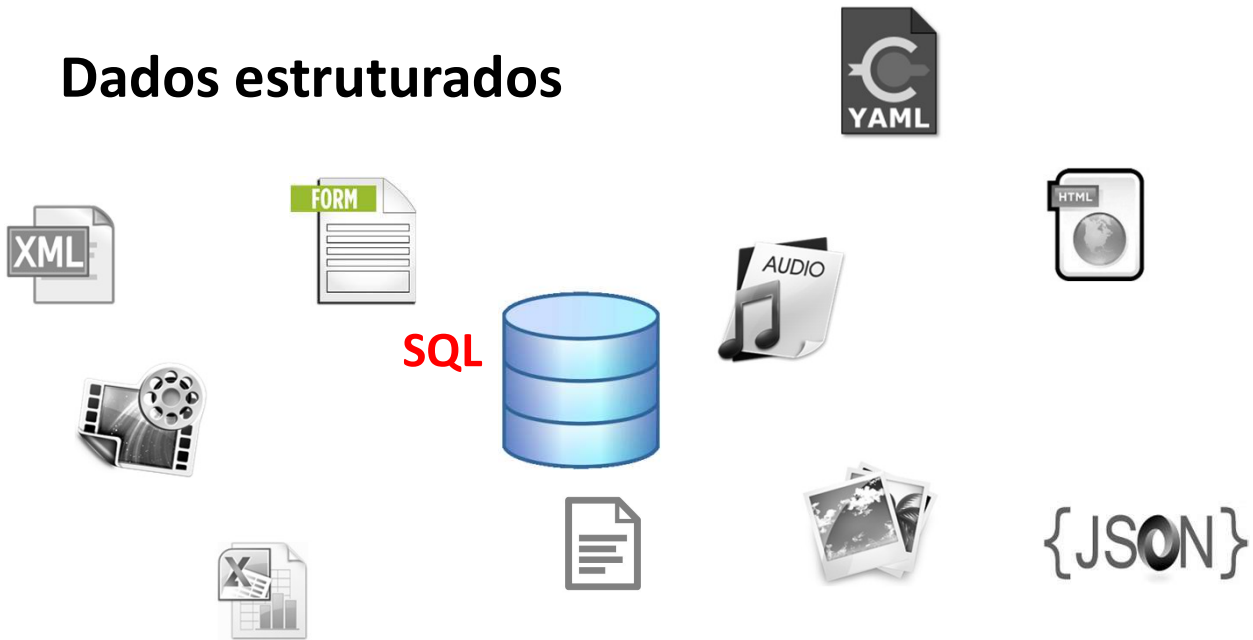 Dados estruturados
YAML
HTML
FORM
XML
AUDIO
SQL
{JSON}
X